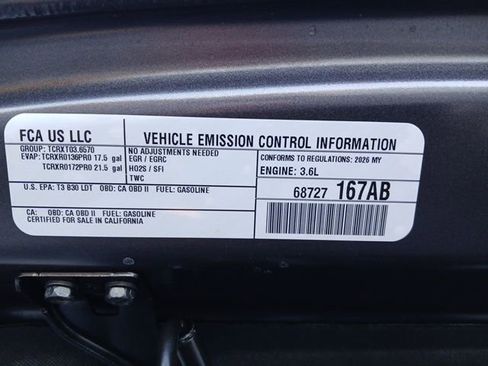 FCA US LLC
VEHICLE EMISSION CONTROL INFORMATION
GROUP: TCRXT03.6570
EVAP: TCRXR0136PR0 17.5 gal
TCRXR0172PR0 21.5 gal
NO ADJUSTMENTS NEEDED
EGR / EGRC
HO2S / SFI
TWC
CONFORMS TO REGULATIONS: 2026 MY
ENGINE: 3.6L
68727 167AB
U.S. EPA: T3 B30 LDT OBD: CA OBD II FUEL: GASOLINE
CA: OBD: CA OBD II FUEL: GASOLINE
CERTIFIED FOR SALE IN CALIFORNIA